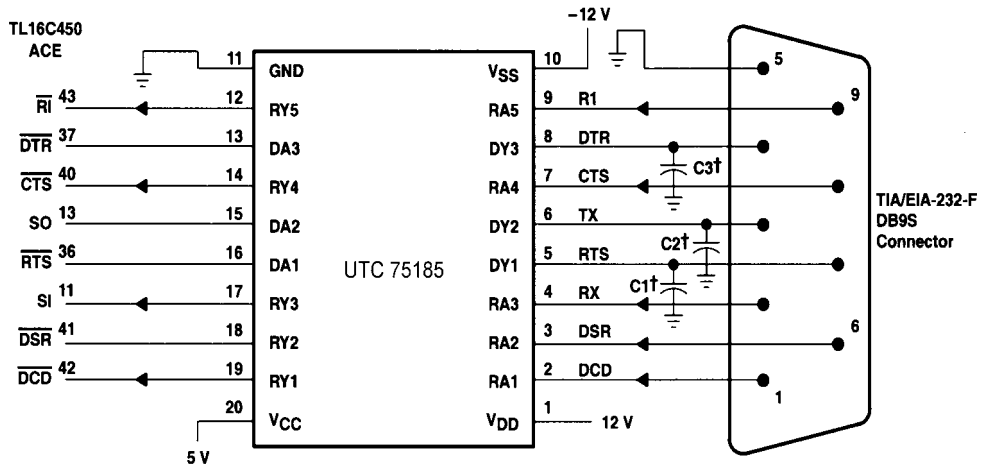 TL16C450
ACE
-12 V
11 GND VSS 10 5
RI 43 12 RY5 RA5 9 R1 9
DTR 37 13 DA3 DY3 8 DTR
C3†
CTS 40 14 RY4 RA4 7 CTS
TIA/EIA-232-F
DB9S
Connector
SO 13 15 DA2 DY2 6 TX
C2†
RTS 36 16 DA1 UTC 75185 DY1 5 RTS
C1†
SI 11 17 RY3 RA3 4 RX
DSR 41 18 RY2 RA2 3 DSR 6
DCD 42 19 RY1 RA1 2 DCD 1
20 VCC VDD 1 12 V
5 V